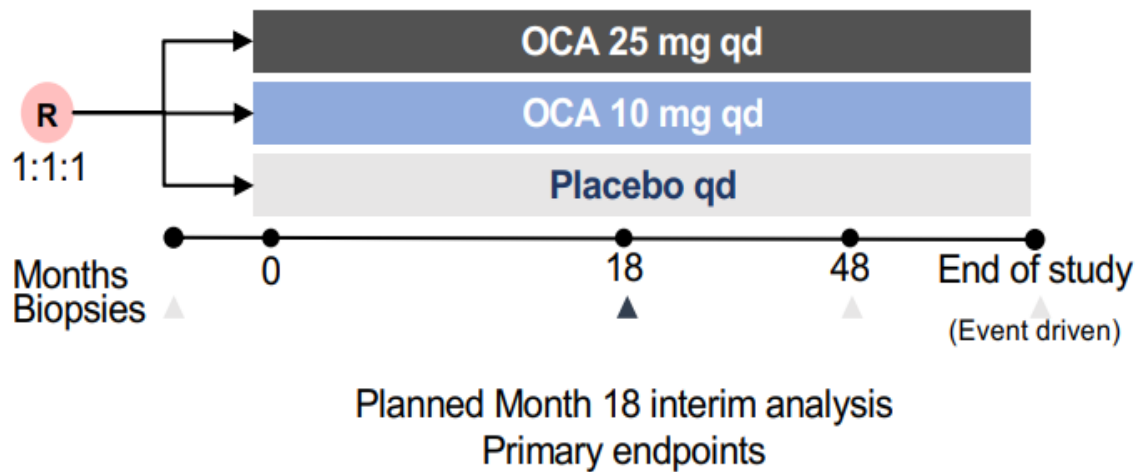 OCA 25 mg qd
R
OCA 10 mg qd
1:1:1
Placebo qd
Months
0
18
48
End of study
Biopsies
(Event driven)
Planned Month 18 interim analysis
Primary endpoints